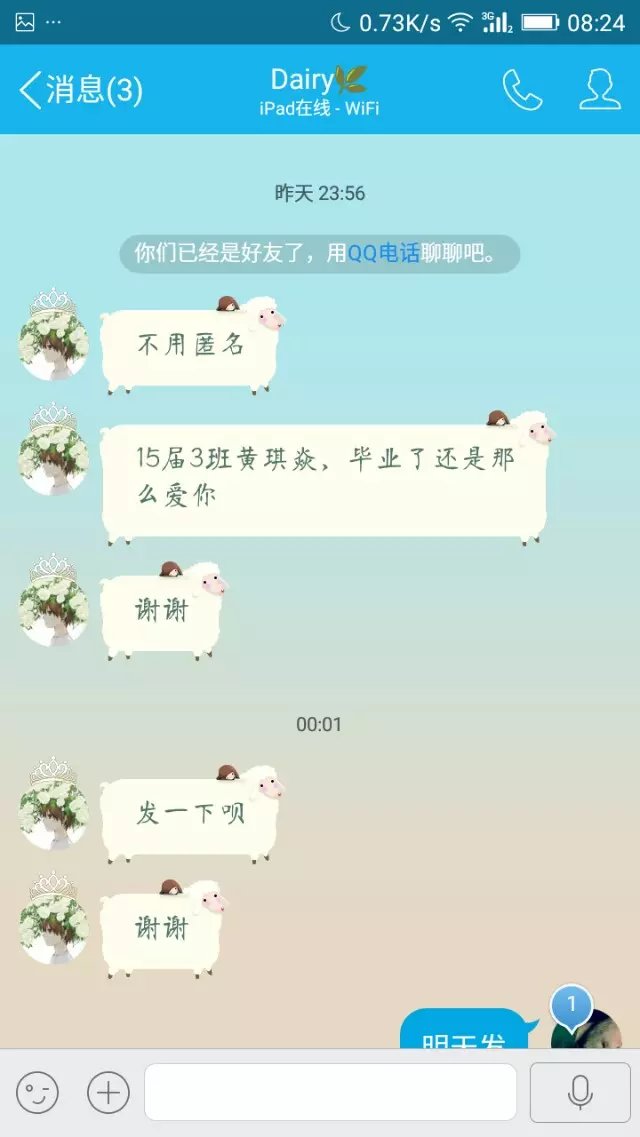 0.73K/s 3G 2 08:24
消息(3)
Dairy
iPad在线 - WiFi
昨天 23:56
你们已经是好友了，用QQ电话聊聊吧。
不用匿名
15届3班黄琪焱，毕业了还是那
么爱你
谢谢
00:01
发一下呗
谢谢
1
明天发